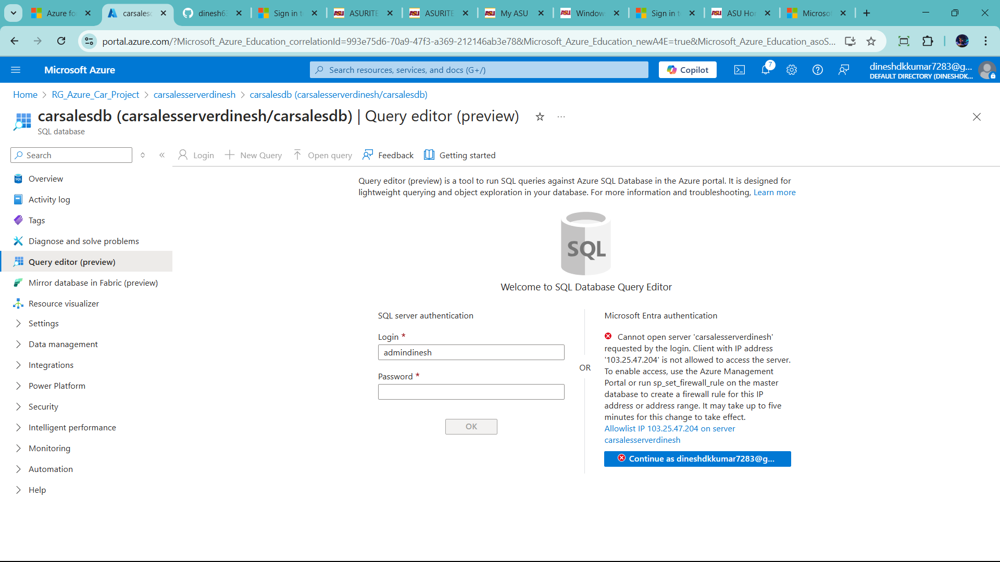 Azure fo
carsalesd
dinesh63
Sign in t
ASURITE
ASURITE
My ASU
Window
Sign in t
ASU Hor
Microsof
portal.azure.com/?Microsoft_Azure_Education_correlationId=993e75d6-70a9-47f3-a369-212146ab3e78&Microsoft_Azure_Education_newA4E=true&Microsoft_Azure_Education_asoS...
Microsoft Azure
Search resources, services, and docs (G+/)
Copilot
7
dineshdkkumar7283@g...
DEFAULT DIRECTORY (DINESHDK...
Home > RG_Azure_Car_Project > carsalesserverdinesh > carsalesdb (carsalesserverdinesh/carsalesdb)
carsalesdb (carsalesserverdinesh/carsalesdb) | Query editor (preview)
SQL database
Search
Login
New Query
Open query
Feedback
Getting started
Overview
Activity log
Tags
Diagnose and solve problems
Query editor (preview)
Mirror database in Fabric (preview)
Resource visualizer
Settings
Data management
Integrations
Power Platform
Security
Intelligent performance
Monitoring
Automation
Help
Query editor (preview) is a tool to run SQL queries against Azure SQL Database in the Azure portal. It is designed for
lightweight querying and object exploration in your database. For more information and troubleshooting, Learn more
SQL
Welcome to SQL Database Query Editor
SQL server authentication
Login *
admindinesh
Password *
OK
OR
Microsoft Entra authentication
Cannot open server 'carsalesserverdinesh'
requested by the login. Client with IP address
'103.25.47.204' is not allowed to access the server.
To enable access, use the Azure Management
Portal or run sp_set_firewall_rule on the master
database to create a firewall rule for this IP
address or address range. It may take up to five
minutes for this change to take effect.
Allowlist IP 103.25.47.204 on server
carsalesserverdinesh
Continue as dineshdkkumar7283@g...